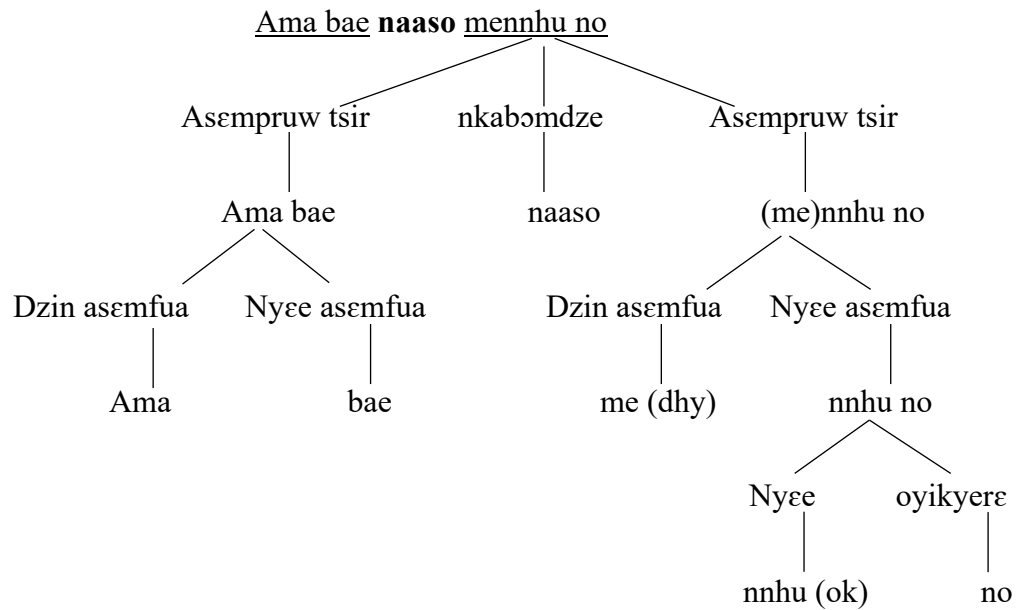 Ama bae naaso mennhu no
Asɛmpruw tsir nkabɔmdze Asɛmpruw tsir
Ama bae naaso (me)nnhu no
Dzin asɛmfua Nyɛe asɛmfua Dzin asɛmfua Nyɛe asɛmfua
Ama bae me (dhy) nnhu no
Nyɛe oyikyerɛ
nnhu (ok) no